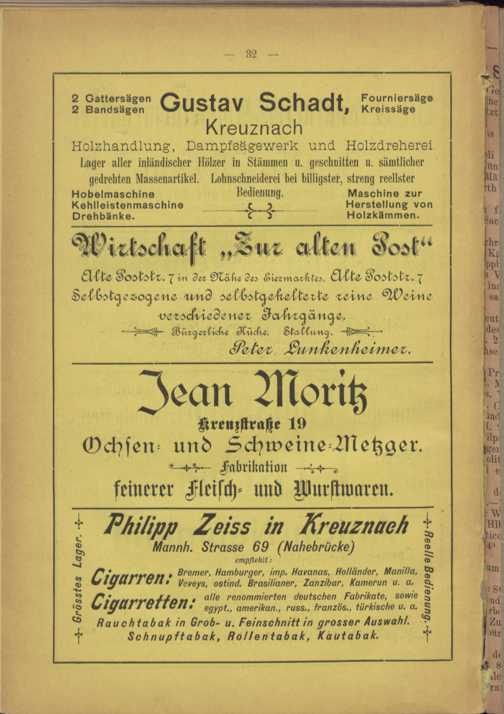 — 32 —
2 Gattersägen
2 Bandsägen
Gustav Schadt,
Fourniersäge
Kreissäge
Kreuznach
Holzhandlung, Dampfsägewerk und Holzdreherei
Lager aller inländischer Hölzer in Stämmen u. geschnitten u. sämtlicher
gedrehten Massenartikel. Lohnschneiderei bei billigster, streng reellster
Bedienung.
Hobelmaschine
Kehlleistenmaschine
Drehbänke.
Maschine zur
Herstellung von
Holzkämmen.
Wirtschaft „Zur alten Post“
Alte Poststr. 7 in der Nähe des Eiermarktes, Alte Poststr. 7
Selbstgezogene und selbstgekelterte reine Weine
verschiedener Jahrgänge.
Bürgerliche Küche. Stallung.
Peter Lunkenheimer.
Jean Moritz
Kreuzstraße 19
Ochsen- und Schweine-Metzger.
Fabrikation
feinerer Fleisch- und Wurstwaren.
Grösstes Lager.
Philipp Zeiss in Kreuznach
Mannh. Strasse 69 (Nahebrücke)
empfiehlt:
Cigarren: Bremer, Hamburger, imp. Havanas, Holländer, Manilla,
Veveys, ostind. Brasilianer, Zanzibar, Kamerun u. a.
Cigarretten: alle renommierten deutschen Fabrikate, sowie
egypt., amerikan., russ., französ., türkische u. a.
Rauchtabak in Grob- u. Feinschnitt in grosser Auswahl.
Schnupftabak, Rollentabak, Kautabak.
Reelle Bedienung.